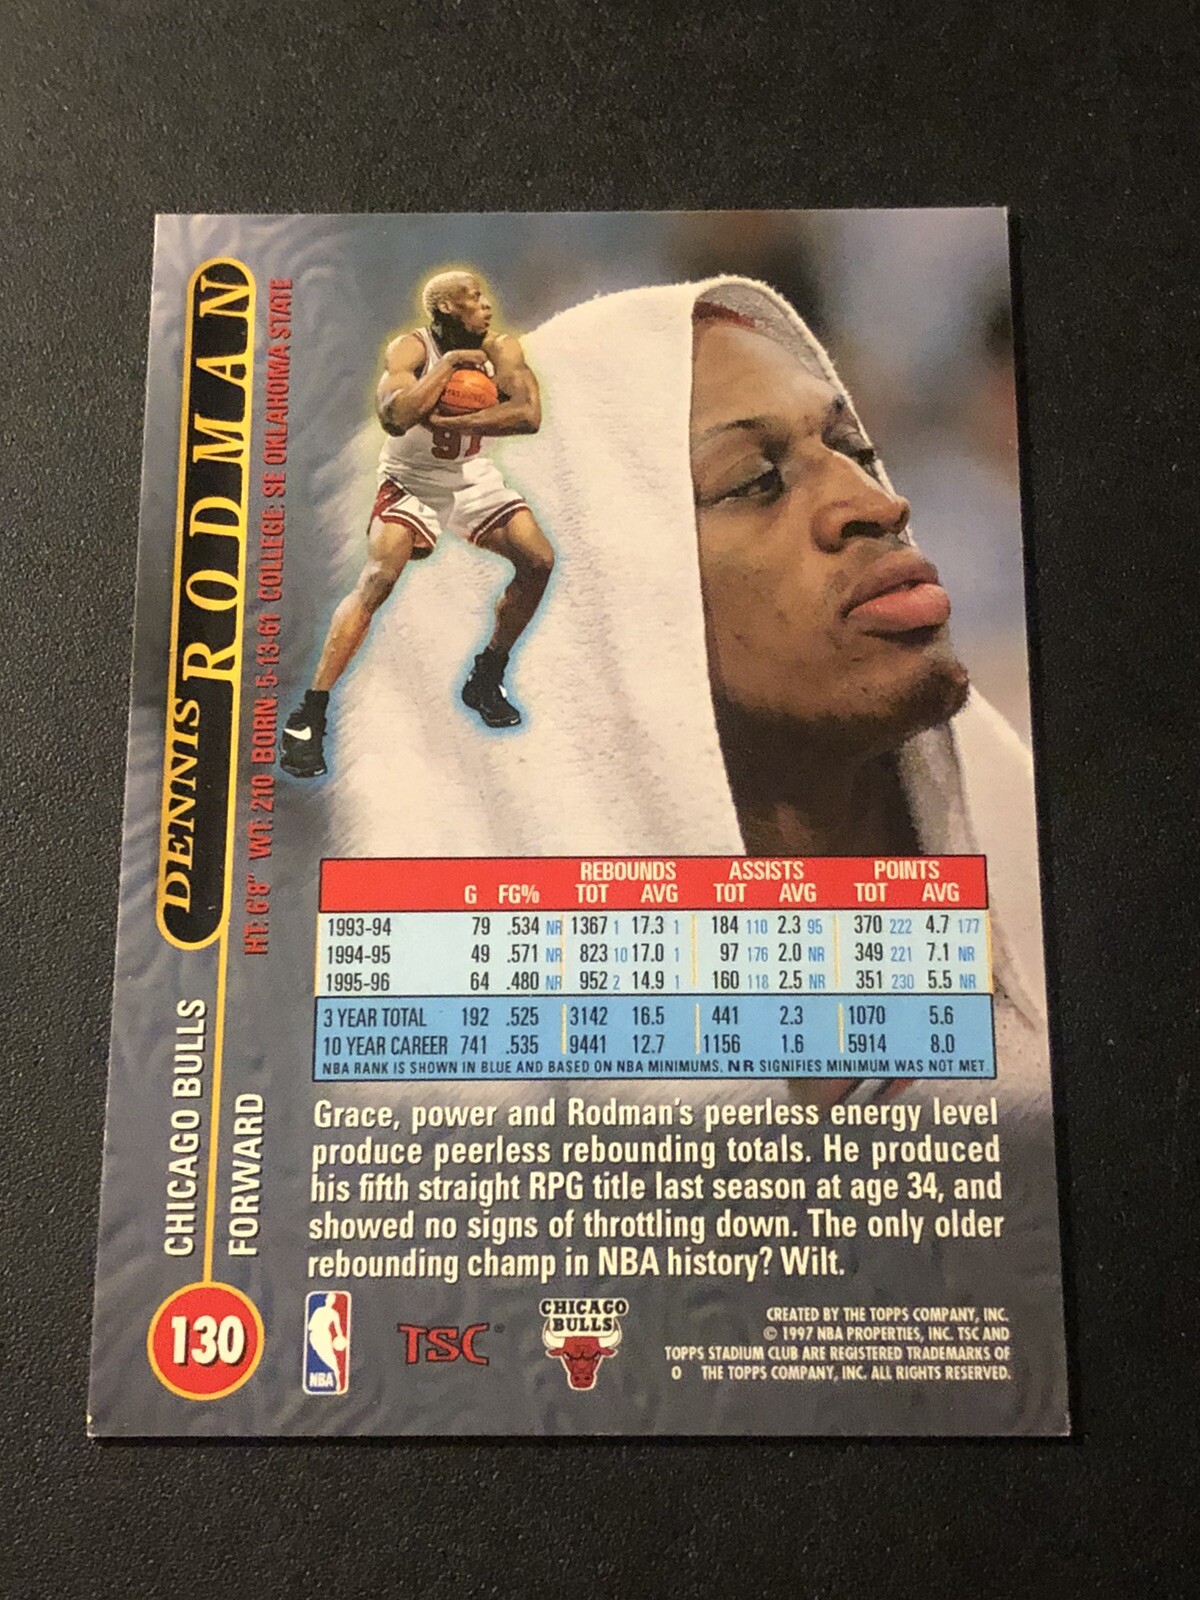 DENNIS RODMAN
HT: 6'8" WT: 210 BORN: 5-13-61 COLLEGE: SE OKLAHOMA STATE
CHICAGO BULLS
FORWARD
130
91
REBOUNDS ASSISTS POINTS
G FG% TOT AVG TOT AVG TOT AVG
1993-94 79 .534 NR 1367 1 17.3 1 184 110 2.3 95 370 222 4.7 177
1994-95 49 .571 NR 823 10 17.0 1 97 176 2.0 NR 349 221 7.1 NR
1995-96 64 .480 NR 952 2 14.9 1 160 118 2.5 NR 351 230 5.5 NR
3 YEAR TOTAL 192 .525 3142 16.5 441 2.3 1070 5.6
10 YEAR CAREER 741 .535 9441 12.7 1156 1.6 5914 8.0
NBA RANK IS SHOWN IN BLUE AND BASED ON NBA MINIMUMS. NR SIGNIFIES MINIMUM WAS NOT MET.
Grace, power and Rodman's peerless energy level
produce peerless rebounding totals. He produced
his fifth straight RPG title last season at age 34, and
showed no signs of throttling down. The only older
rebounding champ in NBA history? Wilt.
NBA
TSC®
CHICAGO
BULLS
CREATED BY THE TOPPS COMPANY, INC.
© 1997 NBA PROPERTIES, INC. TSC AND
TOPPS STADIUM CLUB ARE REGISTERED TRADEMARKS OF
0 THE TOPPS COMPANY, INC. ALL RIGHTS RESERVED.